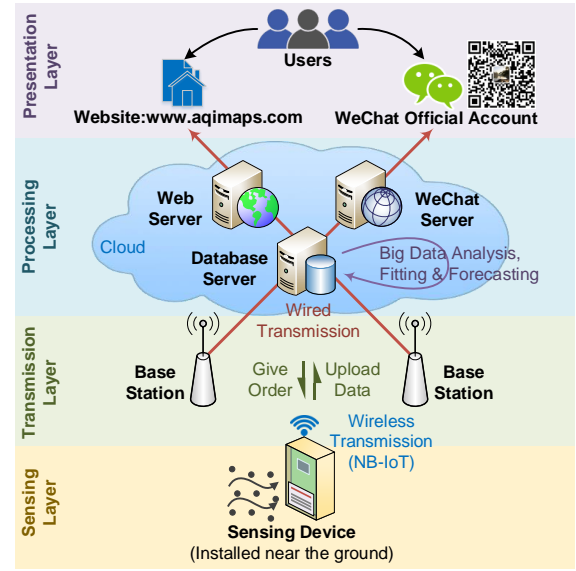 Presentation
Layer
Users
Website:www.aqimaps.com
WeChat Official Account
Processing
Layer
Web
Server
WeChat
Server
Cloud
Database
Server
Big Data Analysis,
Fitting & Forecasting
Wired
Transmission
Transmission
Layer
Base
Station
Give
Order
Upload
Data
Base
Station
Wireless
Transmission
(NB-IoT)
Sensing
Layer
Sensing Device
(Installed near the ground)